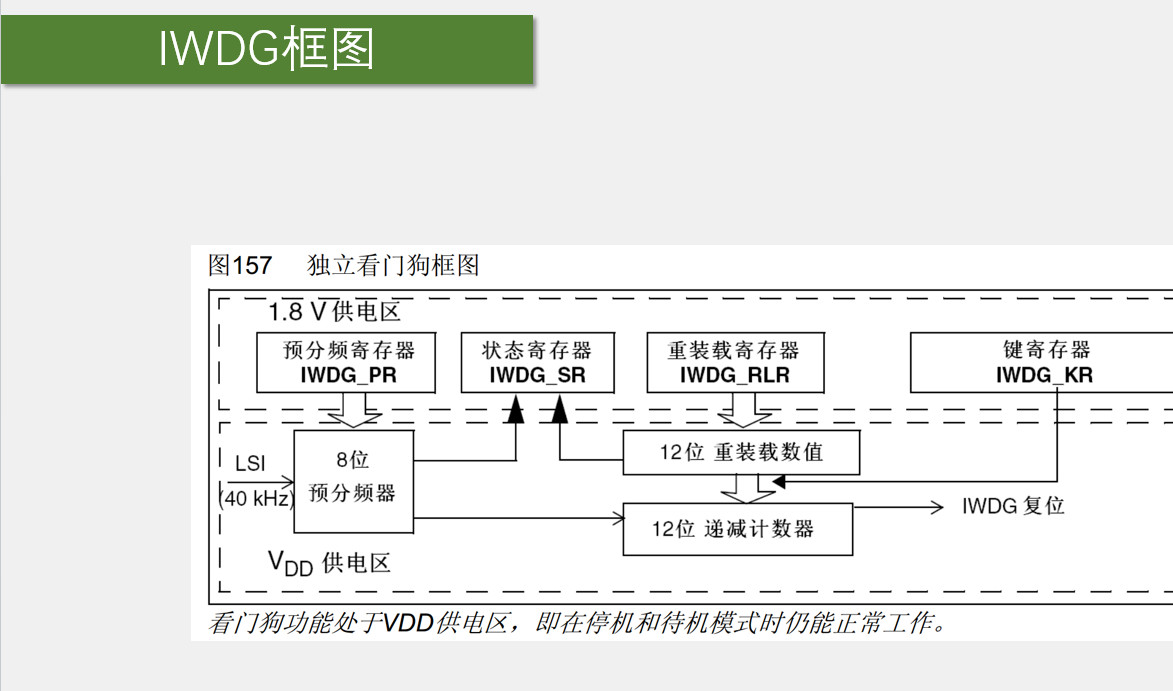 IWDG框图
图157 独立看门狗框图
1.8 V 供电区
预分频寄存器 状态寄存器 重装载寄存器 键寄存器
IWDG_PR IWDG_SR IWDG_RLR IWDG_KR
LSI
(40 kHz)
8位
预分频器
12位 重装载数值
12位 递减计数器
IWDG 复位
VDD 供电区
看门狗功能处于VDD供电区，即在停机和待机模式时仍能正常工作。